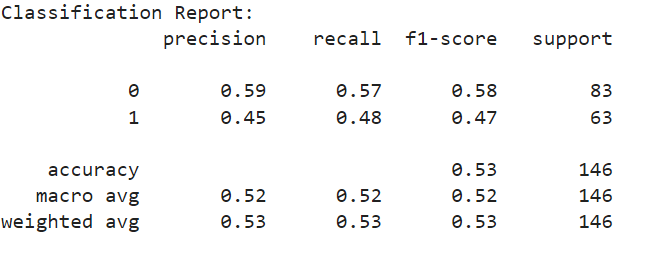 Classification Report:
precision recall f1-score support
0 0.59 0.57 0.58 83
1 0.45 0.48 0.47 63
accuracy 0.53 146
macro avg 0.52 0.52 0.52 146
weighted avg 0.53 0.53 0.53 146